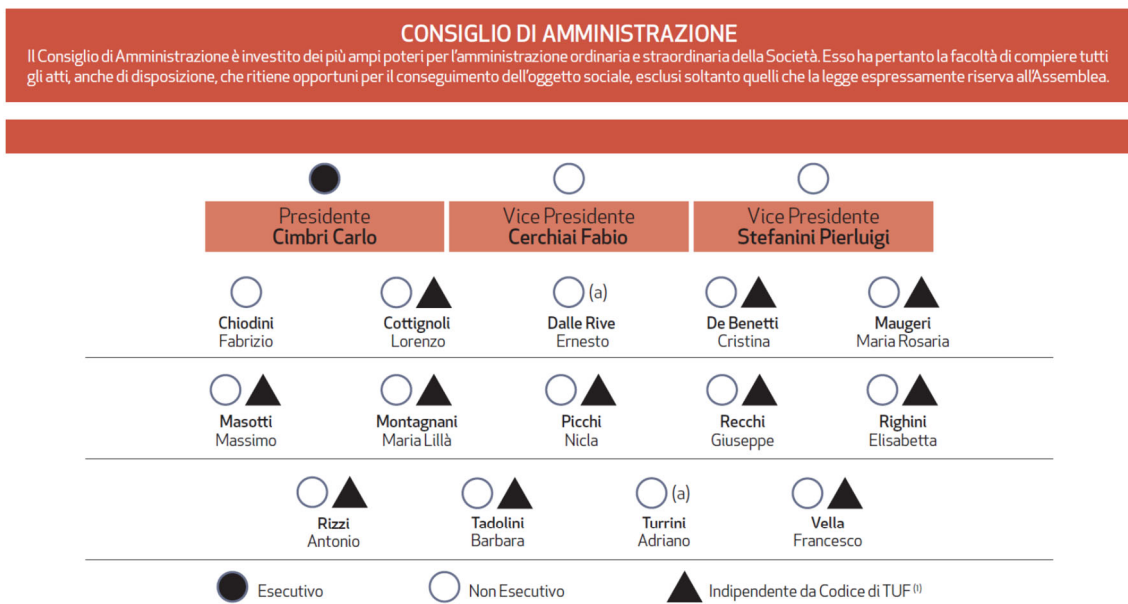 CONSIGLIO DI AMMINISTRAZIONE
Il Consiglio di Amministrazione è investito dei più ampi poteri per l'amministrazione ordinaria e straordinaria della Società. Esso ha pertanto la facoltà di compiere tutti
gli atti, anche di disposizione, che ritiene opportuni per il conseguimento dell'oggetto sociale, esclusi soltanto quelli che la legge espressamente riserva all'Assemblea.
Presidente
Cimbri Carlo
Vice Presidente
Cerchiai Fabio
Vice Presidente
Stefanini Pierluigi
Chiodini
Fabrizio
Cottignoli
Lorenzo
(a)
Dalle Rive
Ernesto
De Benetti
Cristina
Maugeri
Maria Rosaria
Masotti
Massimo
Montagnani
Maria Lillà
Picchi
Nicla
Recchi
Giuseppe
Righini
Elisabetta
Rizzi
Antonio
Tadolini
Barbara
(a)
Turrini
Adriano
Vella
Francesco
Esecutivo
Non Esecutivo
Indipendente da Codice di TUF (1)